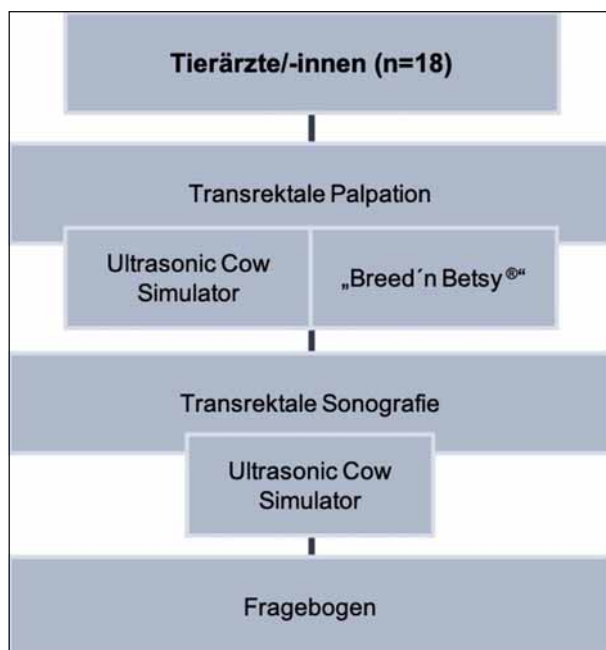 Tierärzte/-innen (n=18)
Transrektale Palpation
Ultrasonic Cow
Simulator
„Breed´n Betsy®“
Transrektale Sonografie
Ultrasonic Cow
Simulator
Fragebogen